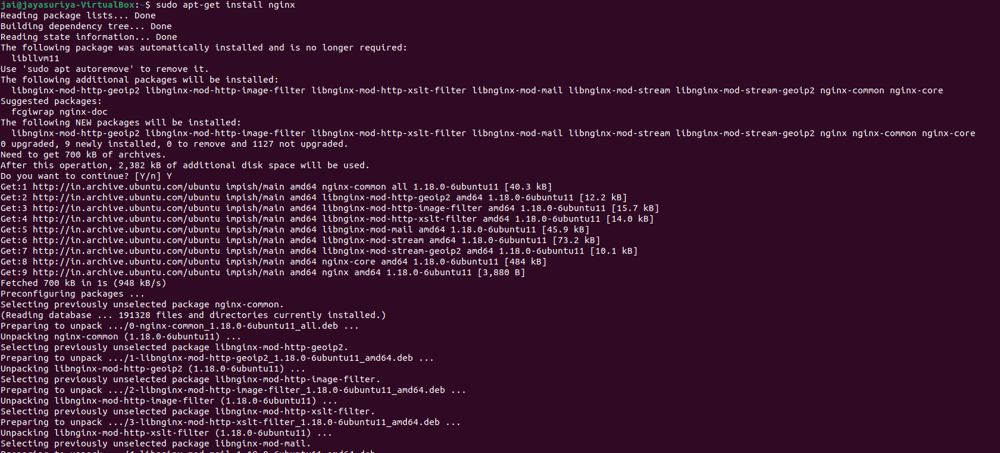 jai@jayasuriya-VirtualBox:~$ sudo apt-get install nginx
Reading package lists... Done
Building dependency tree... Done
Reading state information... Done
The following package was automatically installed and is no longer required:
  libllvm11
Use 'sudo apt autoremove' to remove it.
The following additional packages will be installed:
  libnginx-mod-http-geoip2 libnginx-mod-http-image-filter libnginx-mod-http-xslt-filter libnginx-mod-mail libnginx-mod-stream libnginx-mod-stream-geoip2 nginx-common nginx-core
Suggested packages:
  fcgiwrap nginx-doc
The following NEW packages will be installed:
  libnginx-mod-http-geoip2 libnginx-mod-http-image-filter libnginx-mod-http-xslt-filter libnginx-mod-mail libnginx-mod-stream libnginx-mod-stream-geoip2 nginx nginx-common nginx-core
0 upgraded, 9 newly installed, 0 to remove and 1127 not upgraded.
Need to get 700 kB of archives.
After this operation, 2,382 kB of additional disk space will be used.
Do you want to continue? [Y/n] Y
Get:1 http://in.archive.ubuntu.com/ubuntu impish/main amd64 nginx-common all 1.18.0-6ubuntu11 [40.3 kB]
Get:2 http://in.archive.ubuntu.com/ubuntu impish/main amd64 libnginx-mod-http-geoip2 amd64 1.18.0-6ubuntu11 [12.2 kB]
Get:3 http://in.archive.ubuntu.com/ubuntu impish/main amd64 libnginx-mod-http-image-filter amd64 1.18.0-6ubuntu11 [15.7 kB]
Get:4 http://in.archive.ubuntu.com/ubuntu impish/main amd64 libnginx-mod-http-xslt-filter amd64 1.18.0-6ubuntu11 [14.0 kB]
Get:5 http://in.archive.ubuntu.com/ubuntu impish/main amd64 libnginx-mod-mail amd64 1.18.0-6ubuntu11 [45.9 kB]
Get:6 http://in.archive.ubuntu.com/ubuntu impish/main amd64 libnginx-mod-stream amd64 1.18.0-6ubuntu11 [73.2 kB]
Get:7 http://in.archive.ubuntu.com/ubuntu impish/main amd64 libnginx-mod-stream-geoip2 amd64 1.18.0-6ubuntu11 [10.1 kB]
Get:8 http://in.archive.ubuntu.com/ubuntu impish/main amd64 nginx-core amd64 1.18.0-6ubuntu11 [484 kB]
Get:9 http://in.archive.ubuntu.com/ubuntu impish/main amd64 nginx amd64 1.18.0-6ubuntu11 [3,880 B]
Fetched 700 kB in 1s (948 kB/s)
Preconfiguring packages ...
Selecting previously unselected package nginx-common.
(Reading database ... 191328 files and directories currently installed.)
Preparing to unpack .../0-nginx-common_1.18.0-6ubuntu11_all.deb ...
Unpacking nginx-common (1.18.0-6ubuntu11) ...
Selecting previously unselected package libnginx-mod-http-geoip2.
Preparing to unpack .../1-libnginx-mod-http-geoip2_1.18.0-6ubuntu11_amd64.deb ...
Unpacking libnginx-mod-http-geoip2 (1.18.0-6ubuntu11) ...
Selecting previously unselected package libnginx-mod-http-image-filter.
Preparing to unpack .../2-libnginx-mod-http-image-filter_1.18.0-6ubuntu11_amd64.deb ...
Unpacking libnginx-mod-http-image-filter (1.18.0-6ubuntu11) ...
Selecting previously unselected package libnginx-mod-http-xslt-filter.
Preparing to unpack .../3-libnginx-mod-http-xslt-filter_1.18.0-6ubuntu11_amd64.deb ...
Unpacking libnginx-mod-http-xslt-filter (1.18.0-6ubuntu11) ...
Selecting previously unselected package libnginx-mod-mail.